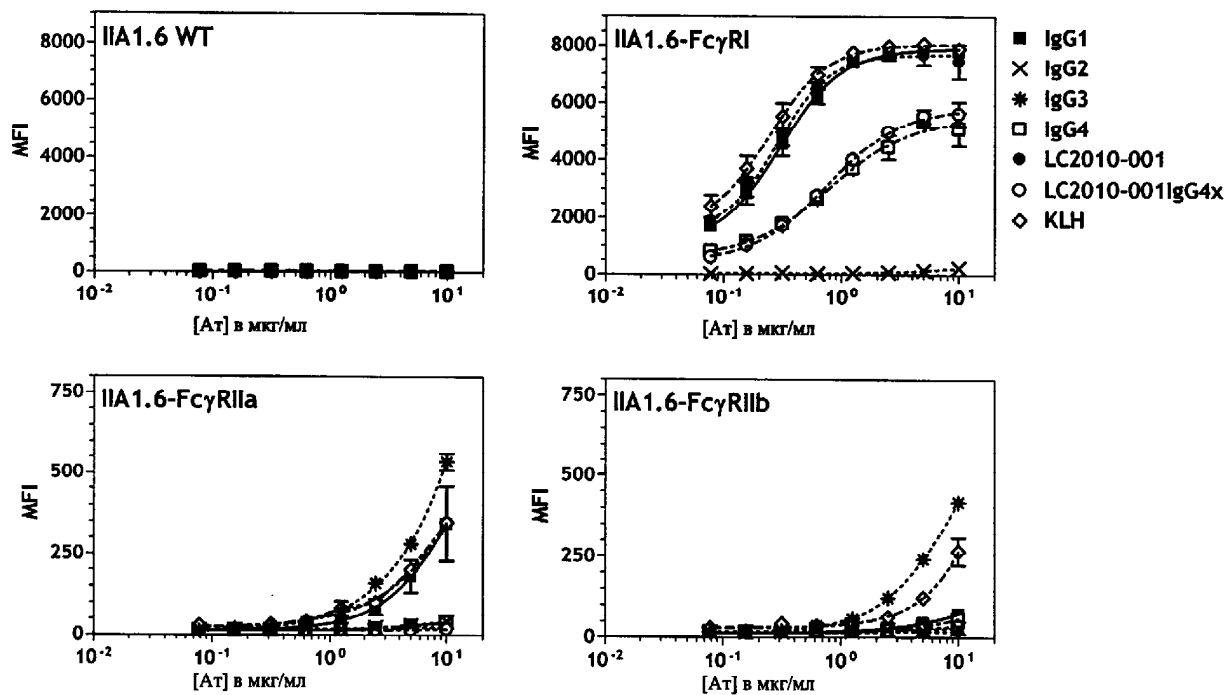 IIA1.6 WT
8000
6000
4000
2000
0
MFI
10-2
10-1
100
101
[Ат] в мкг/мл
IIA1.6-FcγRI
8000
6000
4000
2000
0
MFI
10-2
10-1
100
101
[Ат] в мкг/мл
IgG1
IgG2
IgG3
IgG4
LC2010-001
LC2010-001IgG4x
KLH
IIA1.6-FcγRIIa
750
500
250
0
MFI
10-2
10-1
100
101
[Ат] в мкг/мл
IIA1.6-FcγRIIb
750
500
250
0
MFI
10-2
10-1
100
101
[Ат] в мкг/мл